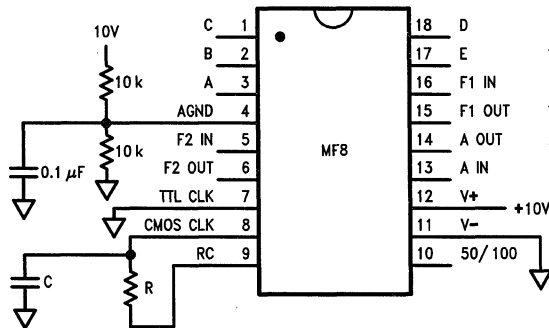 C 1 18 D
10V B 2 17 E
10 k A 3 16 F1 IN
AGND 4 15 F1 OUT
10k F2 IN 5 MF8 14 A OUT
0.1 μF F2 OUT 6 13 A IN
TTL CLK 7 12 V+ +10V
CMOS CLK 8 11 V-
C R RC 9 10 50/100